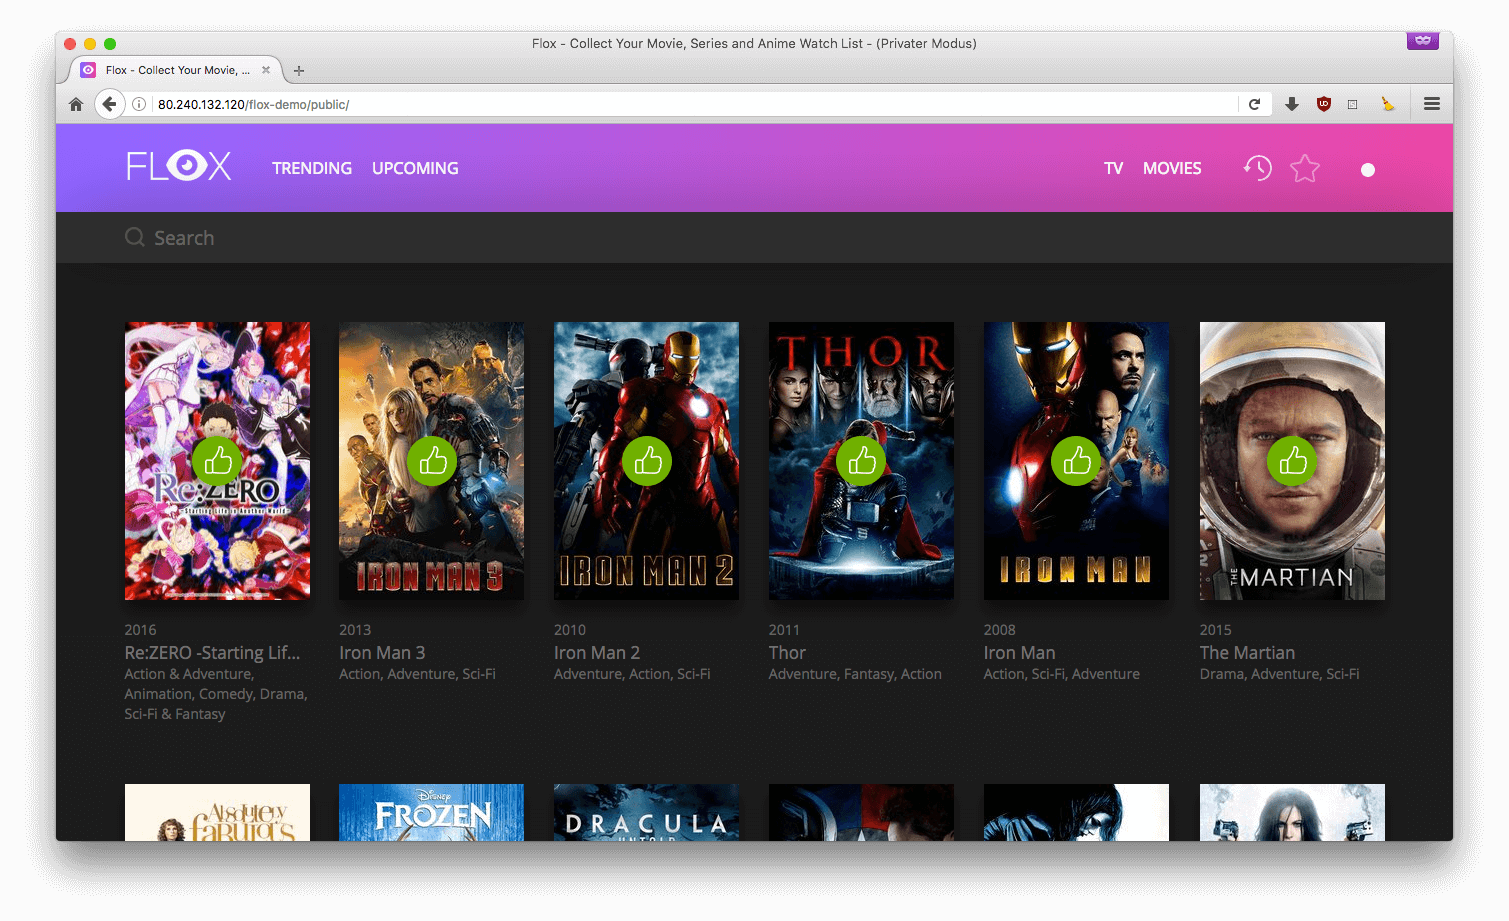 Flox - Collect Your Movie, Series and Anime Watch List - (Privater Modus)
Flox - Collect Your Movie, ...
80.240.132.120/flox-demo/public/
FLOX TRENDING UPCOMING TV MOVIES
Search
Re:ZERO
-Starting Life in Another World-
IRON MAN 3
IRON MAN 2
THOR
IRON MAN
THE MARTIAN
2016
Re:ZERO -Starting Lif...
Action & Adventure,
Animation, Comedy, Drama,
Sci-Fi & Fantasy
2013
Iron Man 3
Action, Adventure, Sci-Fi
2010
Iron Man 2
Adventure, Action, Sci-Fi
2011
Thor
Adventure, Fantasy, Action
2008
Iron Man
Action, Sci-Fi, Adventure
2015
The Martian
Drama, Adventure, Sci-Fi
Absolutely
fabulous
Disney
FROZEN
DRACULA
UNTOLD